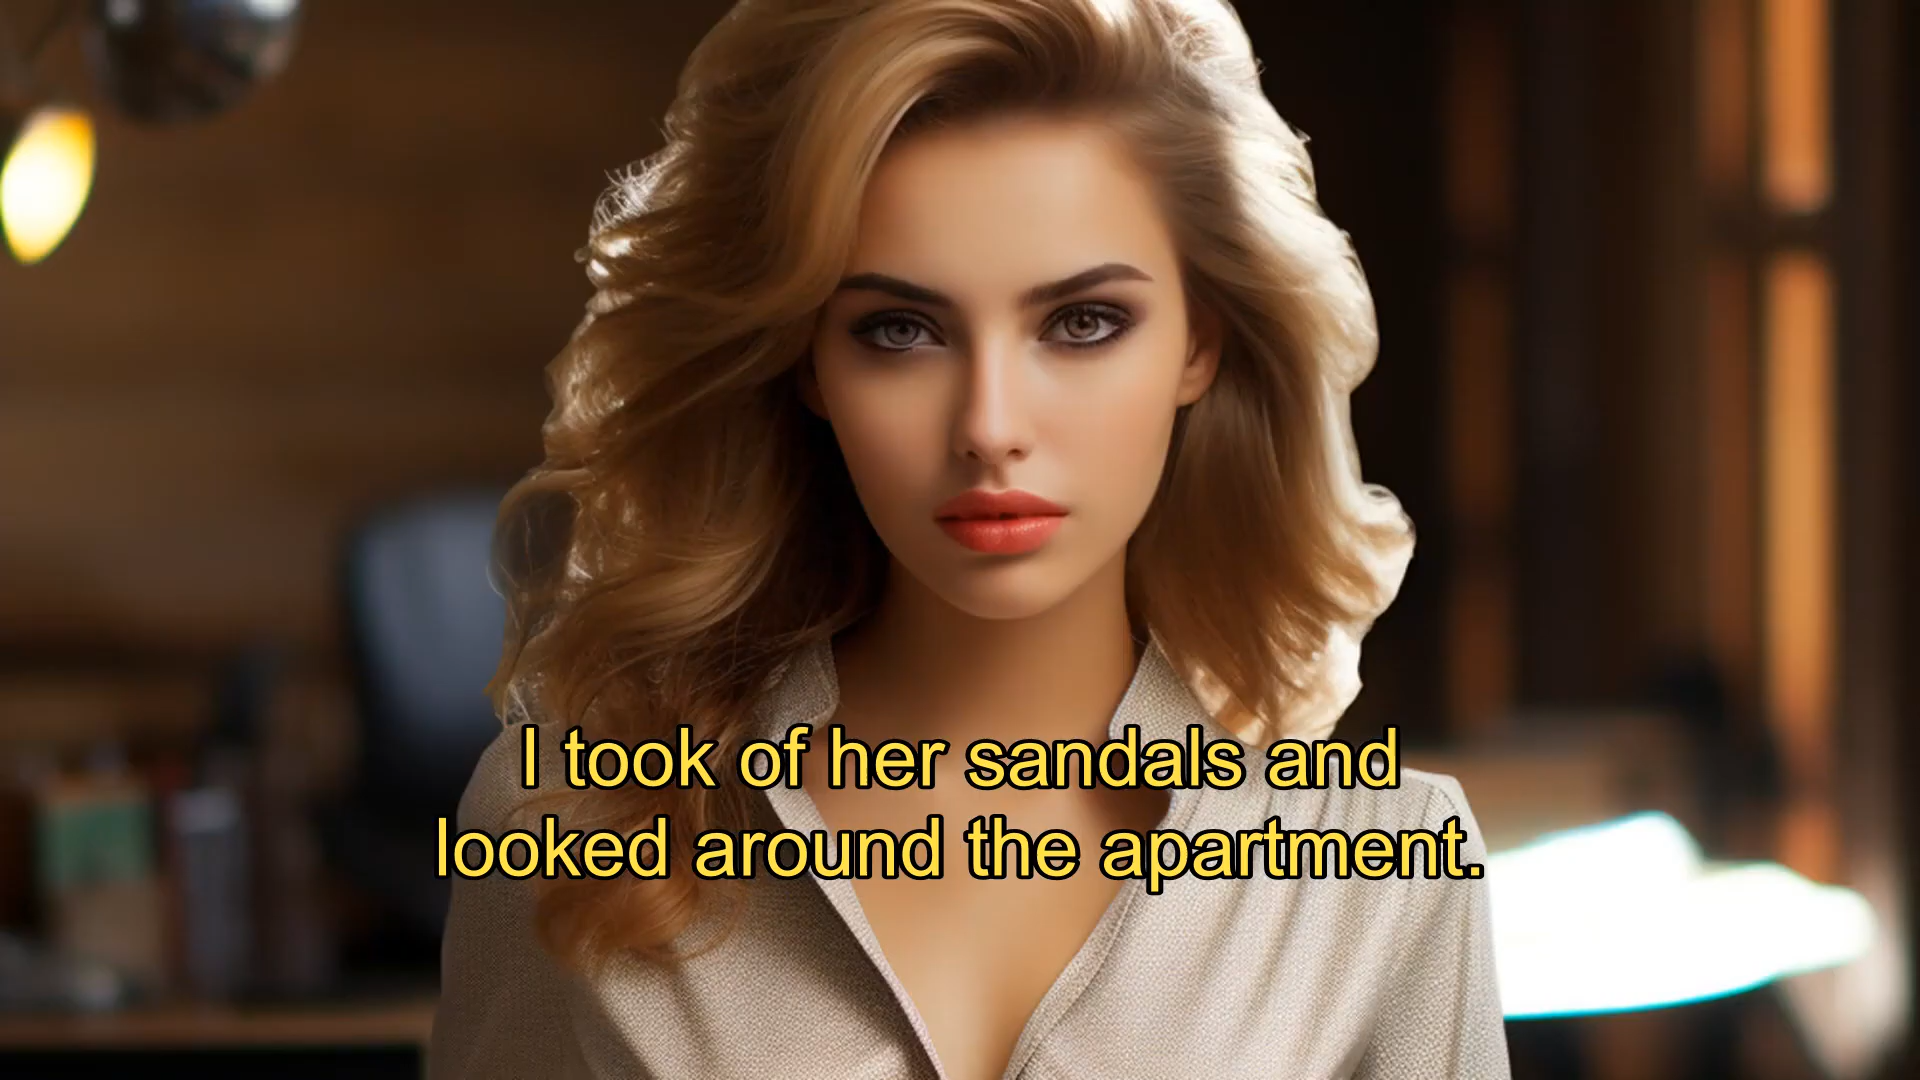 I took of her sandals and
looked around the apartment.